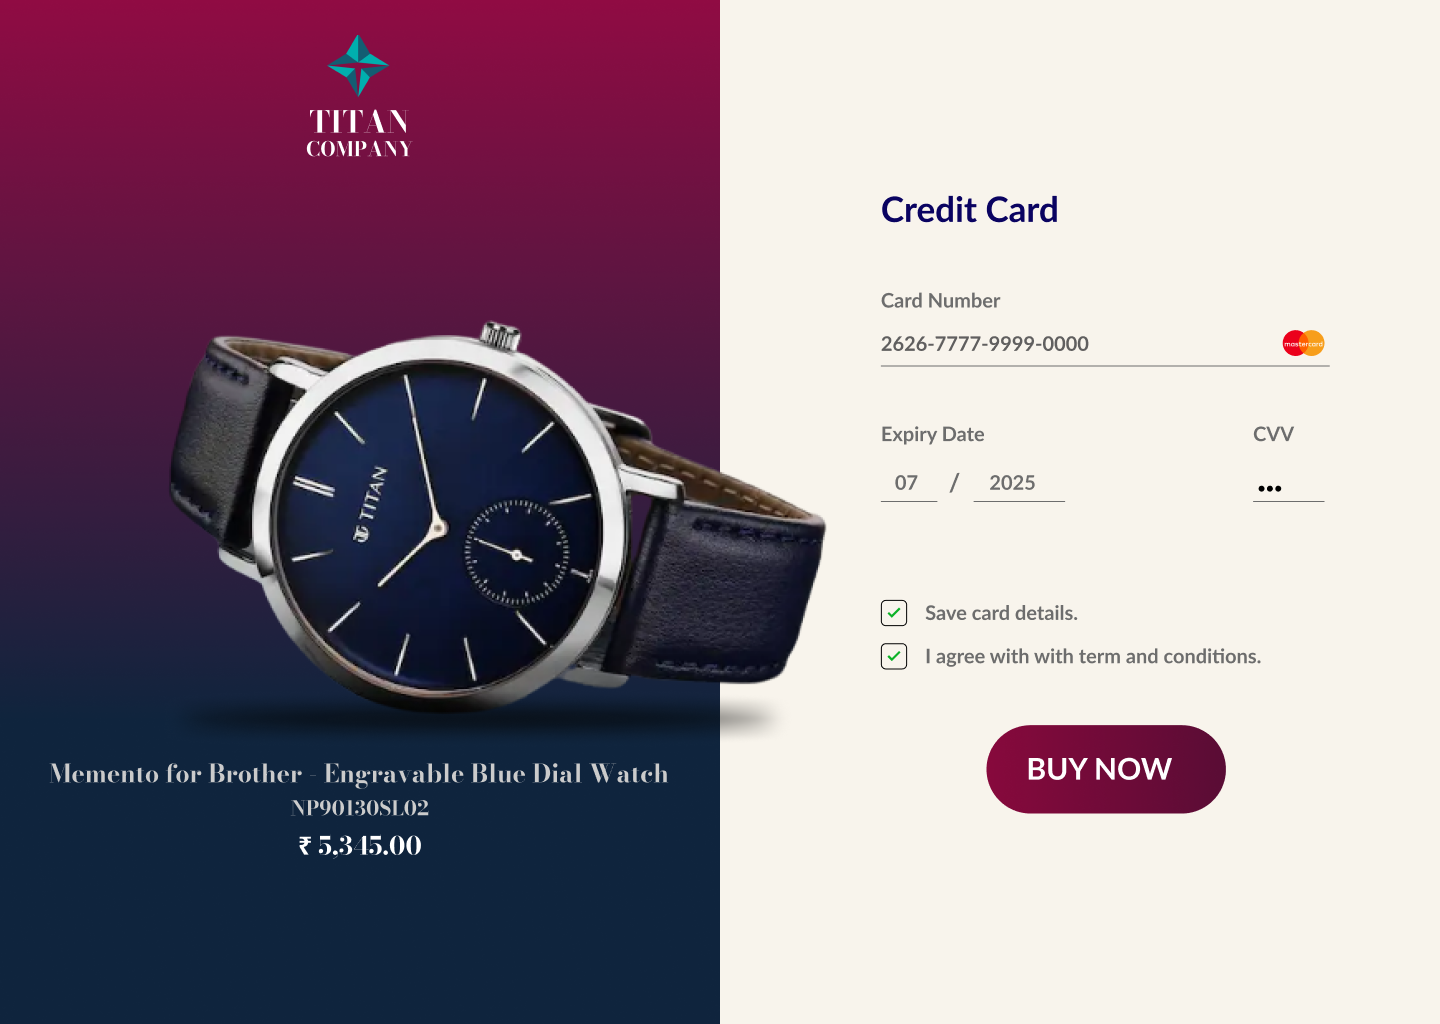 TITAN
COMPANY
TITAN
Memento for Brother - Engravable Blue Dial Watch
NP90130SL02
₹ 5,345.00
Credit Card
Card Number
2626-7777-9999-0000
mastercard
Expiry Date
CVV
07 / 2025
•••
Save card details.
I agree with with term and conditions.
BUY NOW